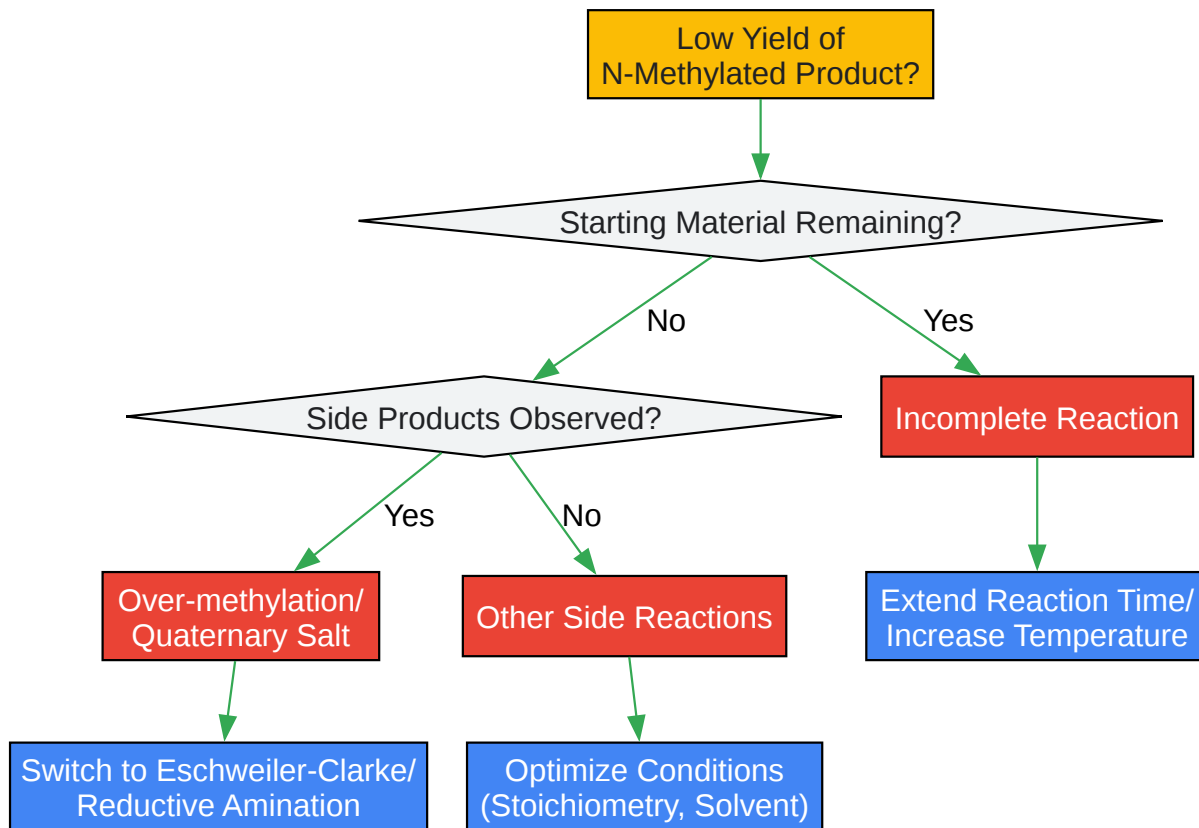 Low Yield of
N-Methylated Product?
Starting Material Remaining?
No
Yes
Side Products Observed?
Incomplete Reaction
Yes
No
Over-methylation/
Quaternary Salt
Other Side Reactions
Extend Reaction Time/
Increase Temperature
Switch to Eschweiler-Clarke/
Reductive Amination
Optimize Conditions
(Stoichiometry, Solvent)